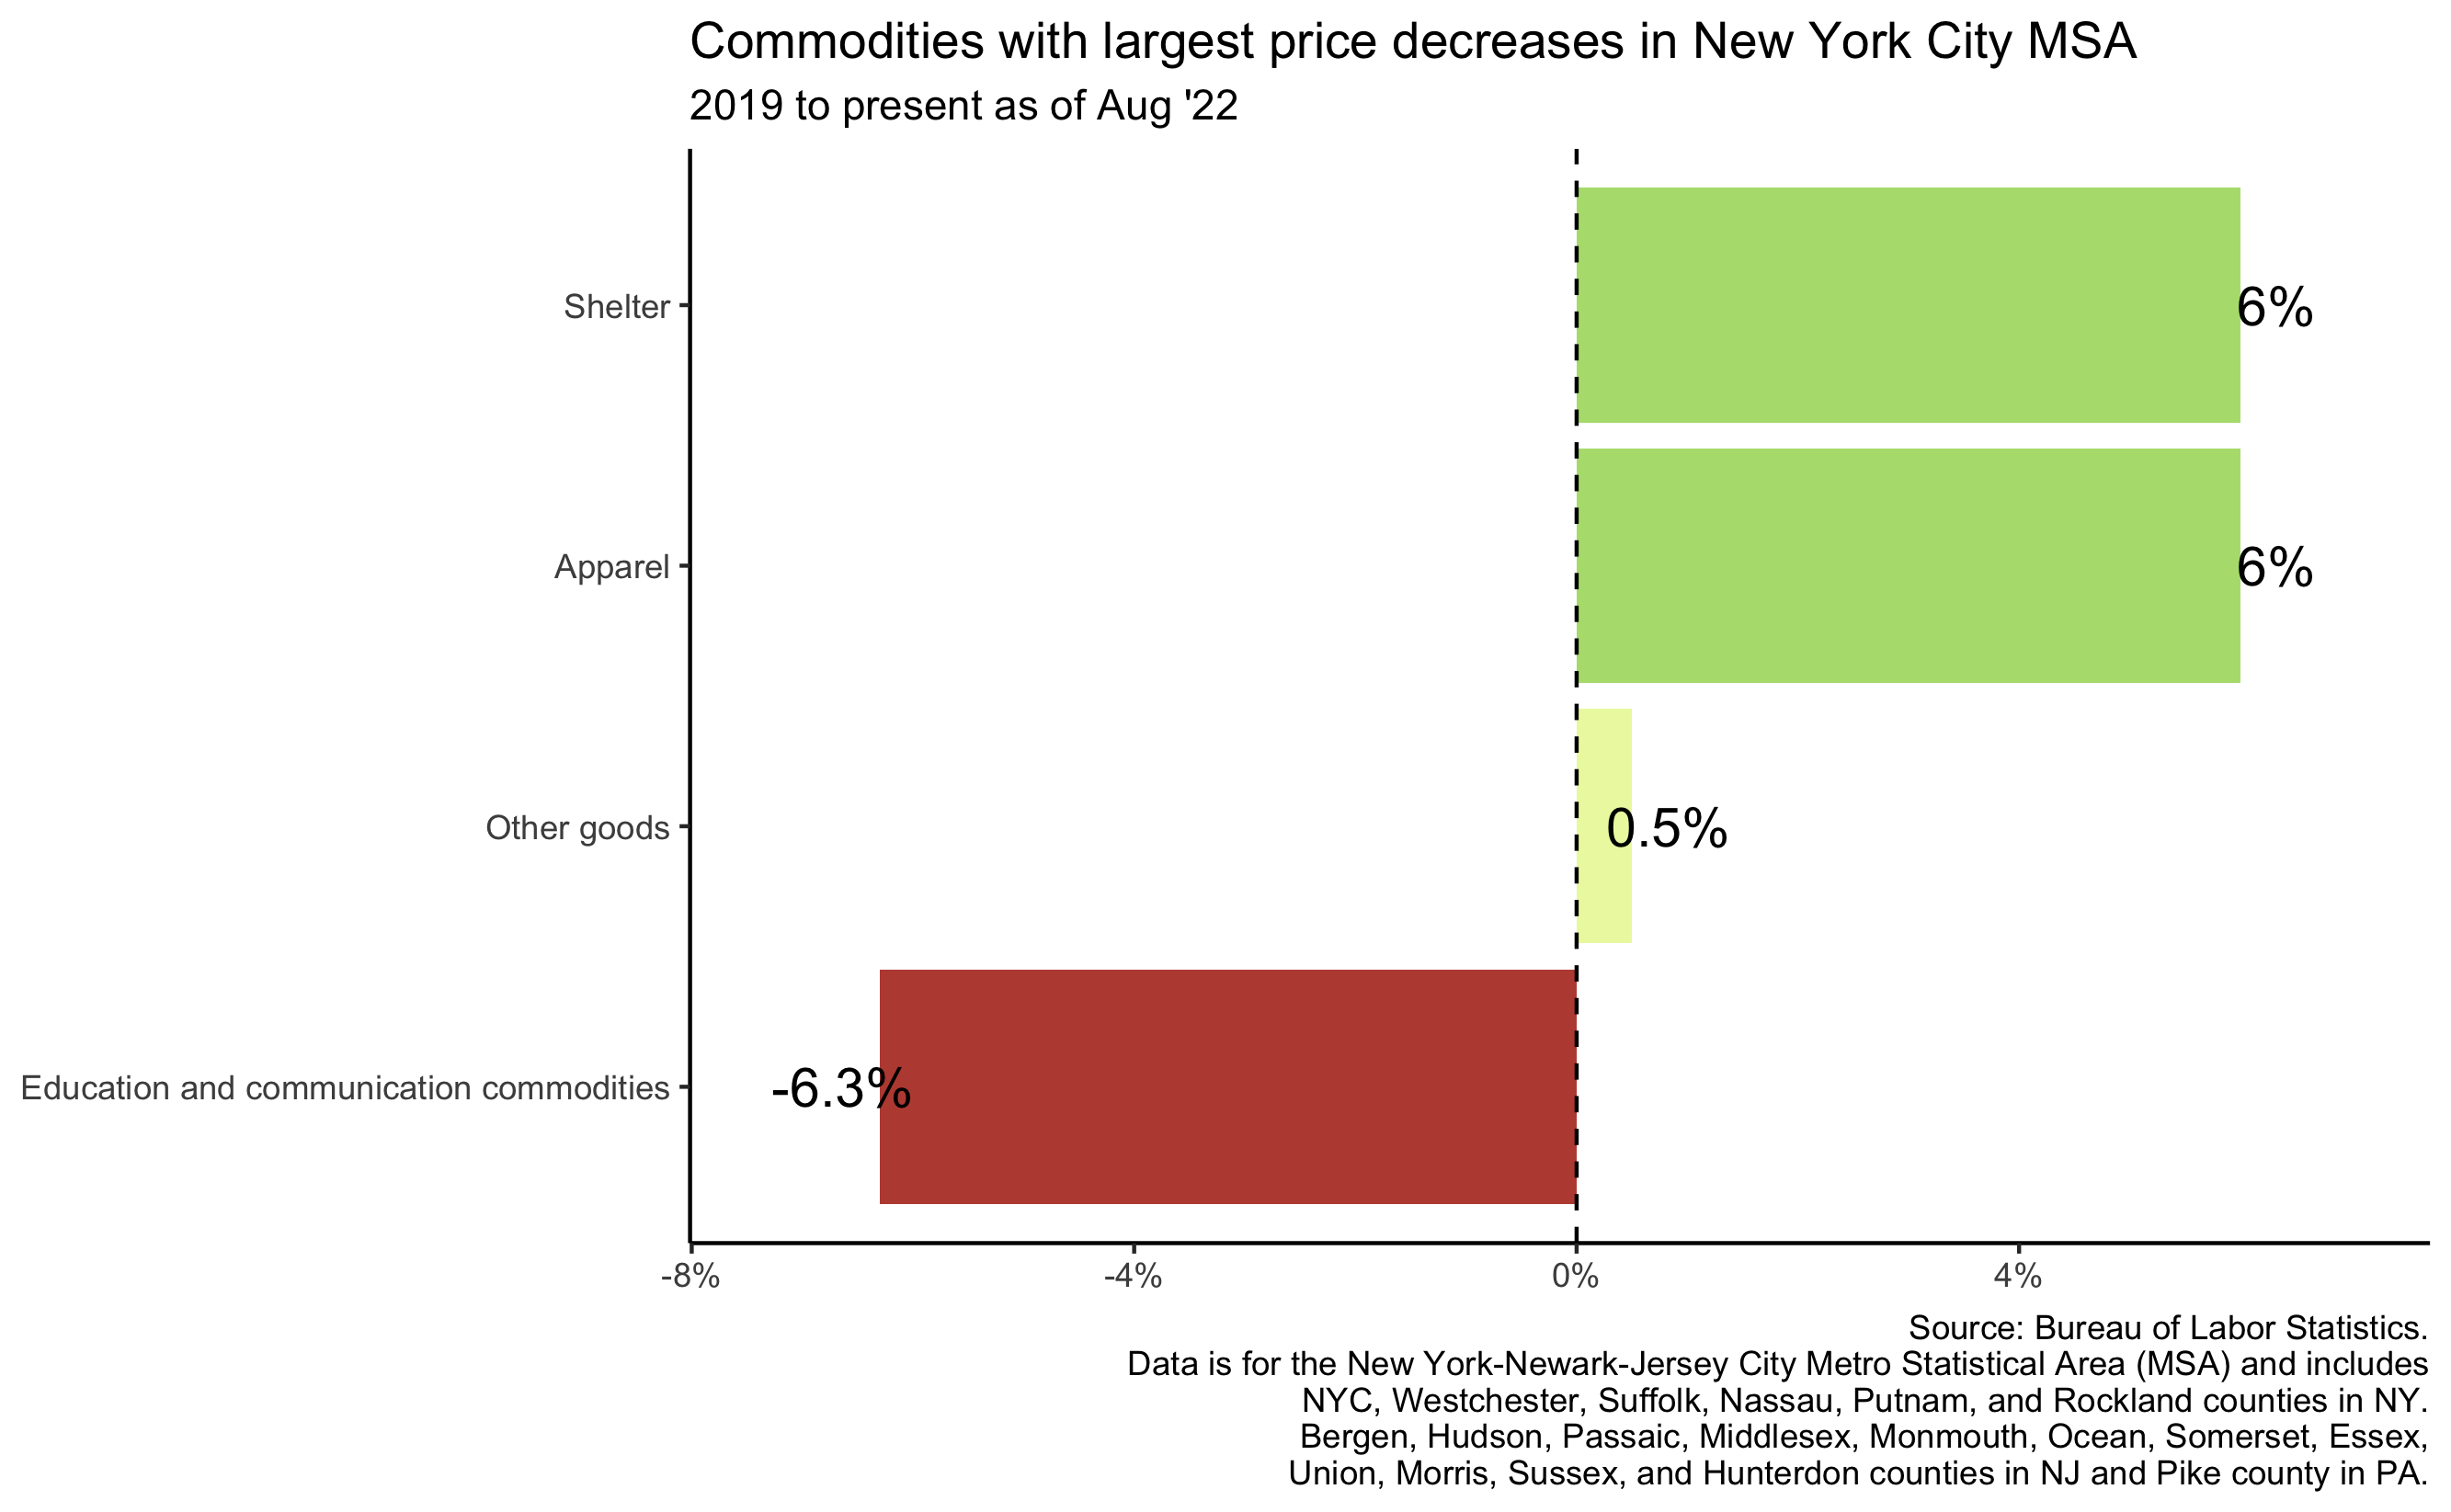 Commodities with largest price decreases in New York City MSA
2019 to present as of Aug '22
Shelter
6%
Apparel
6%
Other goods
0.5%
Education and communication commodities
-6.3%
-8%
-4%
0%
4%
Source: Bureau of Labor Statistics.
Data is for the New York-Newark-Jersey City Metro Statistical Area (MSA) and includes
NYC, Westchester, Suffolk, Nassau, Putnam, and Rockland counties in NY.
Bergen, Hudson, Passaic, Middlesex, Monmouth, Ocean, Somerset, Essex,
Union, Morris, Sussex, and Hunterdon counties in NJ and Pike county in PA.